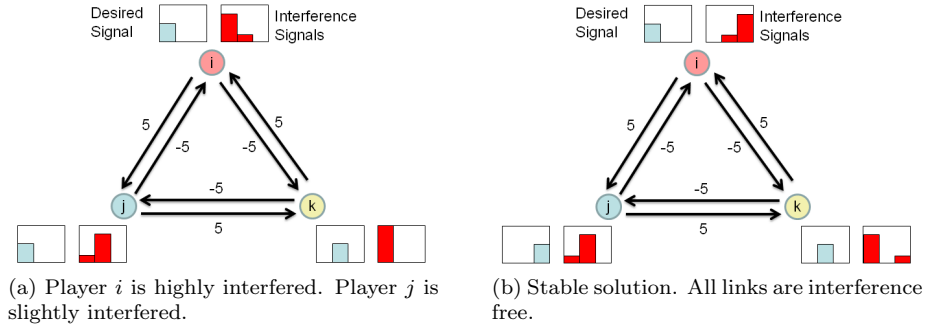 Desired
Signal
Interference
Signals
i
5
-5
-5
5
-5
j
k
5
(a) Player i is highly interfered. Player j is
slightly interfered.
Desired
Signal
Interference
Signals
i
5
-5
-5
5
-5
j
k
5
(b) Stable solution. All links are interference
free.